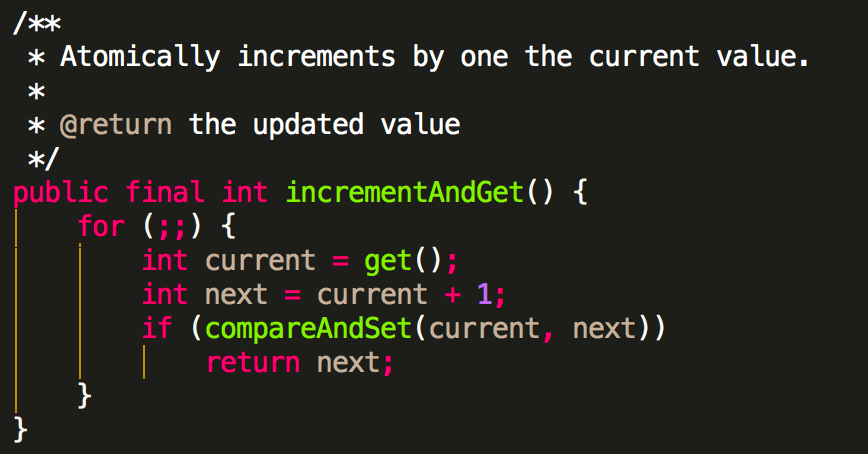 /**
 * Atomically increments by one the current value.
 *
 * @return the updated value
 */
public final int incrementAndGet() {
    for (;;) {
        int current = get();
        int next = current + 1;
        if (compareAndSet(current, next))
            return next;
    }
}